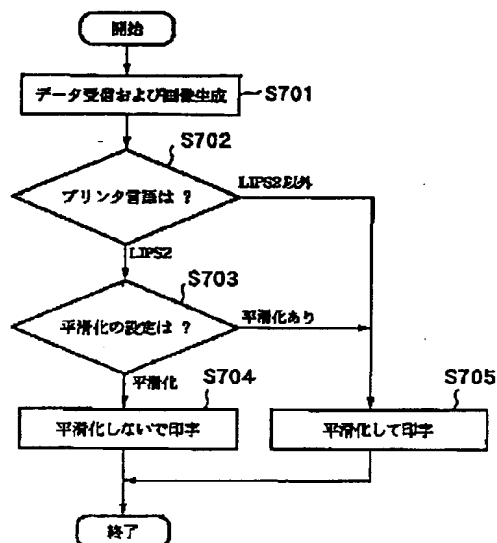 開始
データ受信および画像生成
S701
S702
プリンタ言語は ?
LIPS2以外
LIPS2
S703
平滑化の設定は ?
平滑化あり
平滑化
S704
S705
平滑化しないで印字
平滑化して印字
終了